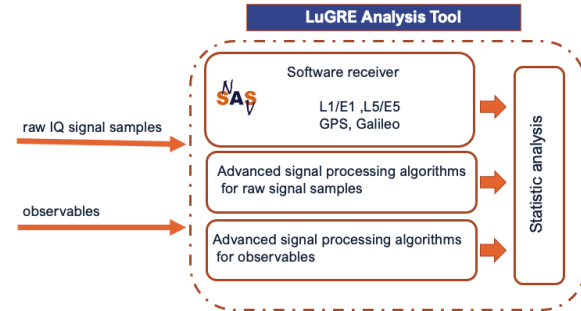 LuGRE Analysis Tool
Software receiver
NSASV
L1/E1 ,L5/E5
GPS, Galileo
raw IQ signal samples
Advanced signal processing algorithms
for raw signal samples
observables
Advanced signal processing algorithms
for observables
Statistic analysis